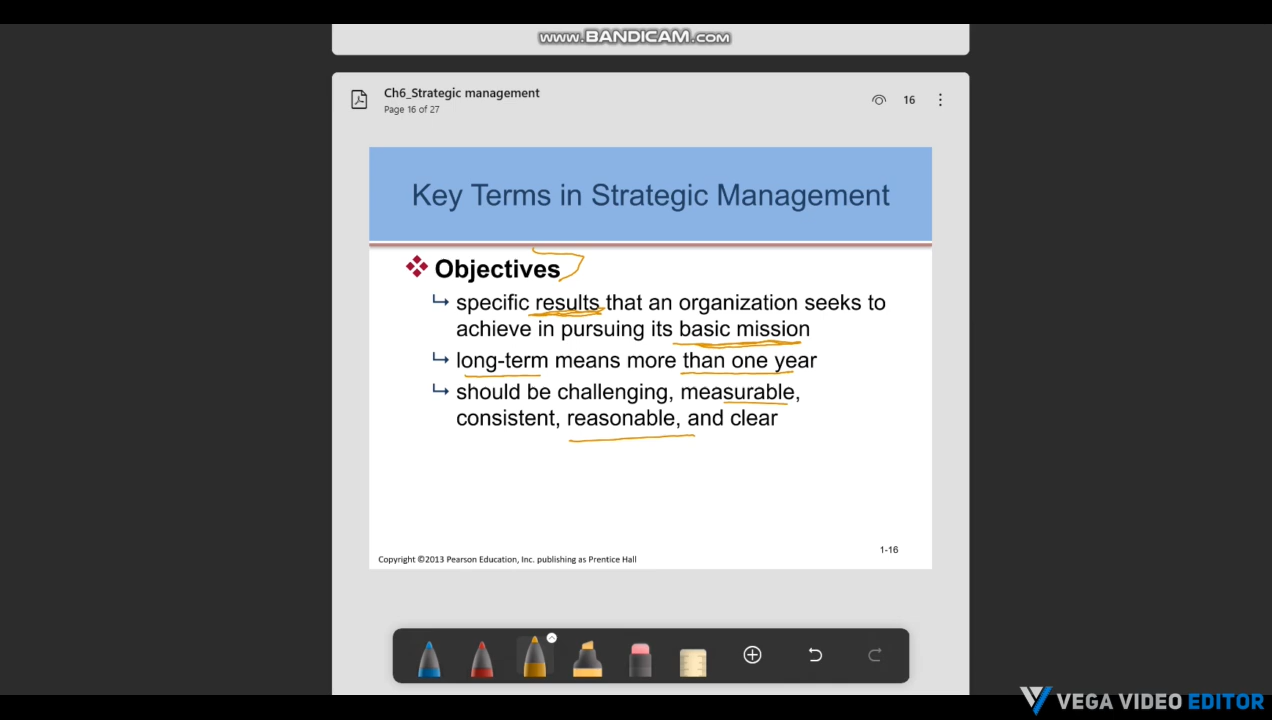 www.BANDICAM.COM
Ch6_Strategic management
Page 16 of 27
16
Key Terms in Strategic Management
Objectives
specific results that an organization seeks to
achieve in pursuing its basic mission
long-term means more than one year
should be challenging, measurable,
consistent, reasonable, and clear
1-16
Copyright ©2013 Pearson Education, Inc. publishing as Prentice Hall
VEGA VIDEO EDITOR